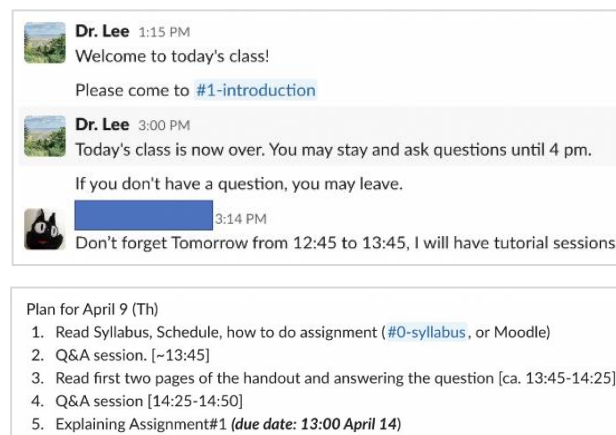 Dr. Lee 1:15 PM
Welcome to today's class!
Please come to #1-introduction
Dr. Lee 3:00 PM
Today's class is now over. You may stay and ask questions until 4 pm.
If you don't have a question, you may leave.
3:14 PM
Don't forget Tomorrow from 12:45 to 13:45, I will have tutorial sessions
Plan for April 9 (Th)
1. Read Syllabus, Schedule, how to do assignment (#0-syllabus, or Moodle)
2. Q&A session. [~13:45]
3. Read first two pages of the handout and answering the question [ca. 13:45-14:25]
4. Q&A session [14:25-14:50]
5. Explaining Assignment#1 (due date: 13:00 April 14)